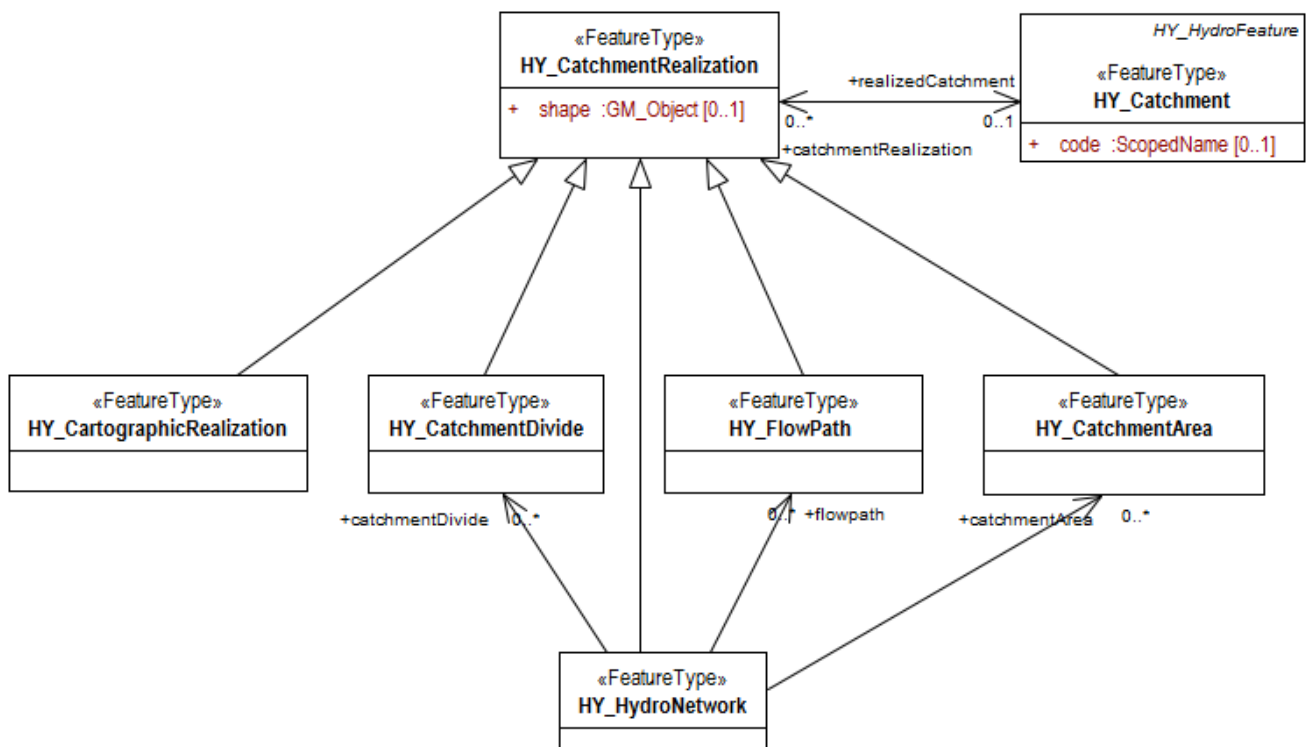 «FeatureType»
HY_CatchmentRealization
+ shape :GM_Object [0..1]
HY_HydroFeature
«FeatureType»
HY_Catchment
+ code :ScopedName [0..1]
+realizedCatchment
0..*
0..1
+catchmentRealization
«FeatureType»
HY_CartographicRealization
«FeatureType»
HY_CatchmentDivide
«FeatureType»
HY_FlowPath
«FeatureType»
HY_CatchmentArea
+catchmentDivide 0..*
0..* +flowpath
+catchmentArea 0..*
«FeatureType»
HY_HydroNetwork